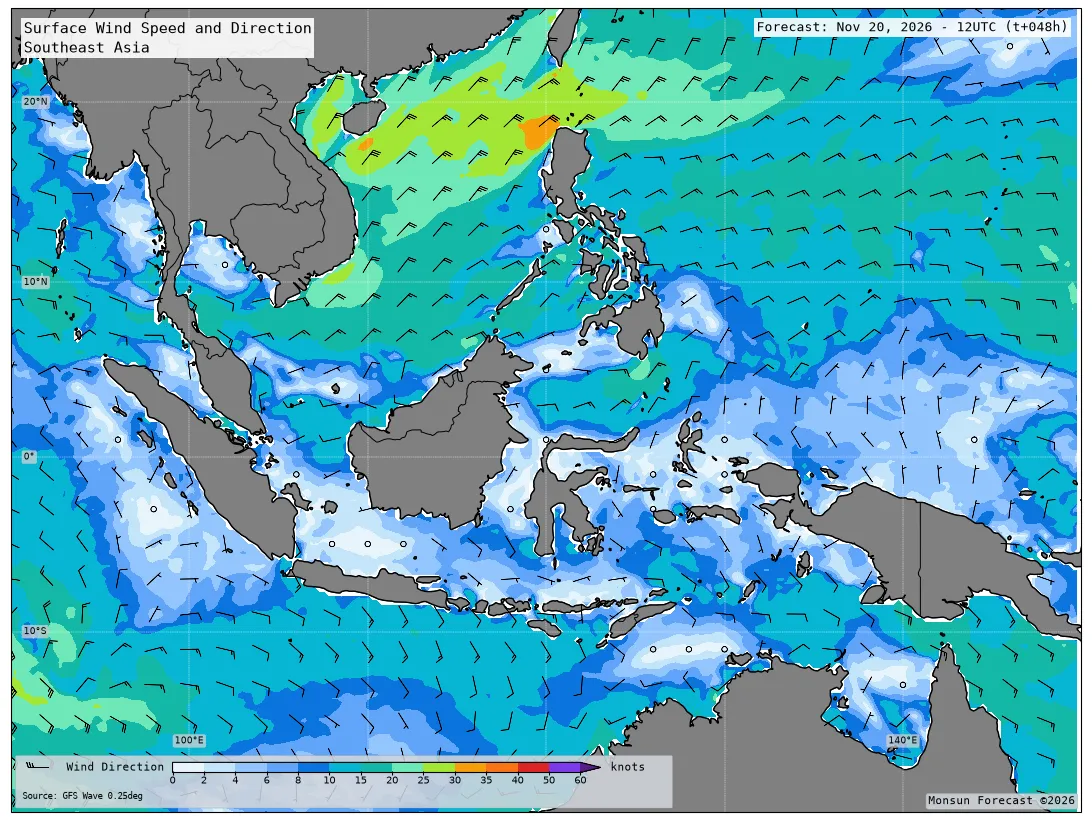 Surface Wind Speed and Direction
Southeast Asia
Forecast: Nov 20, 2026 - 12UTC (t+048h)
20°N
10°N
0°
10°S
100°E
140°E
Wind Direction
knots
0 2 4 6 8 10 15 20 25 30 35 40 50 60
Source: GFS Wave 0.25deg
Monsun Forecast ©2026